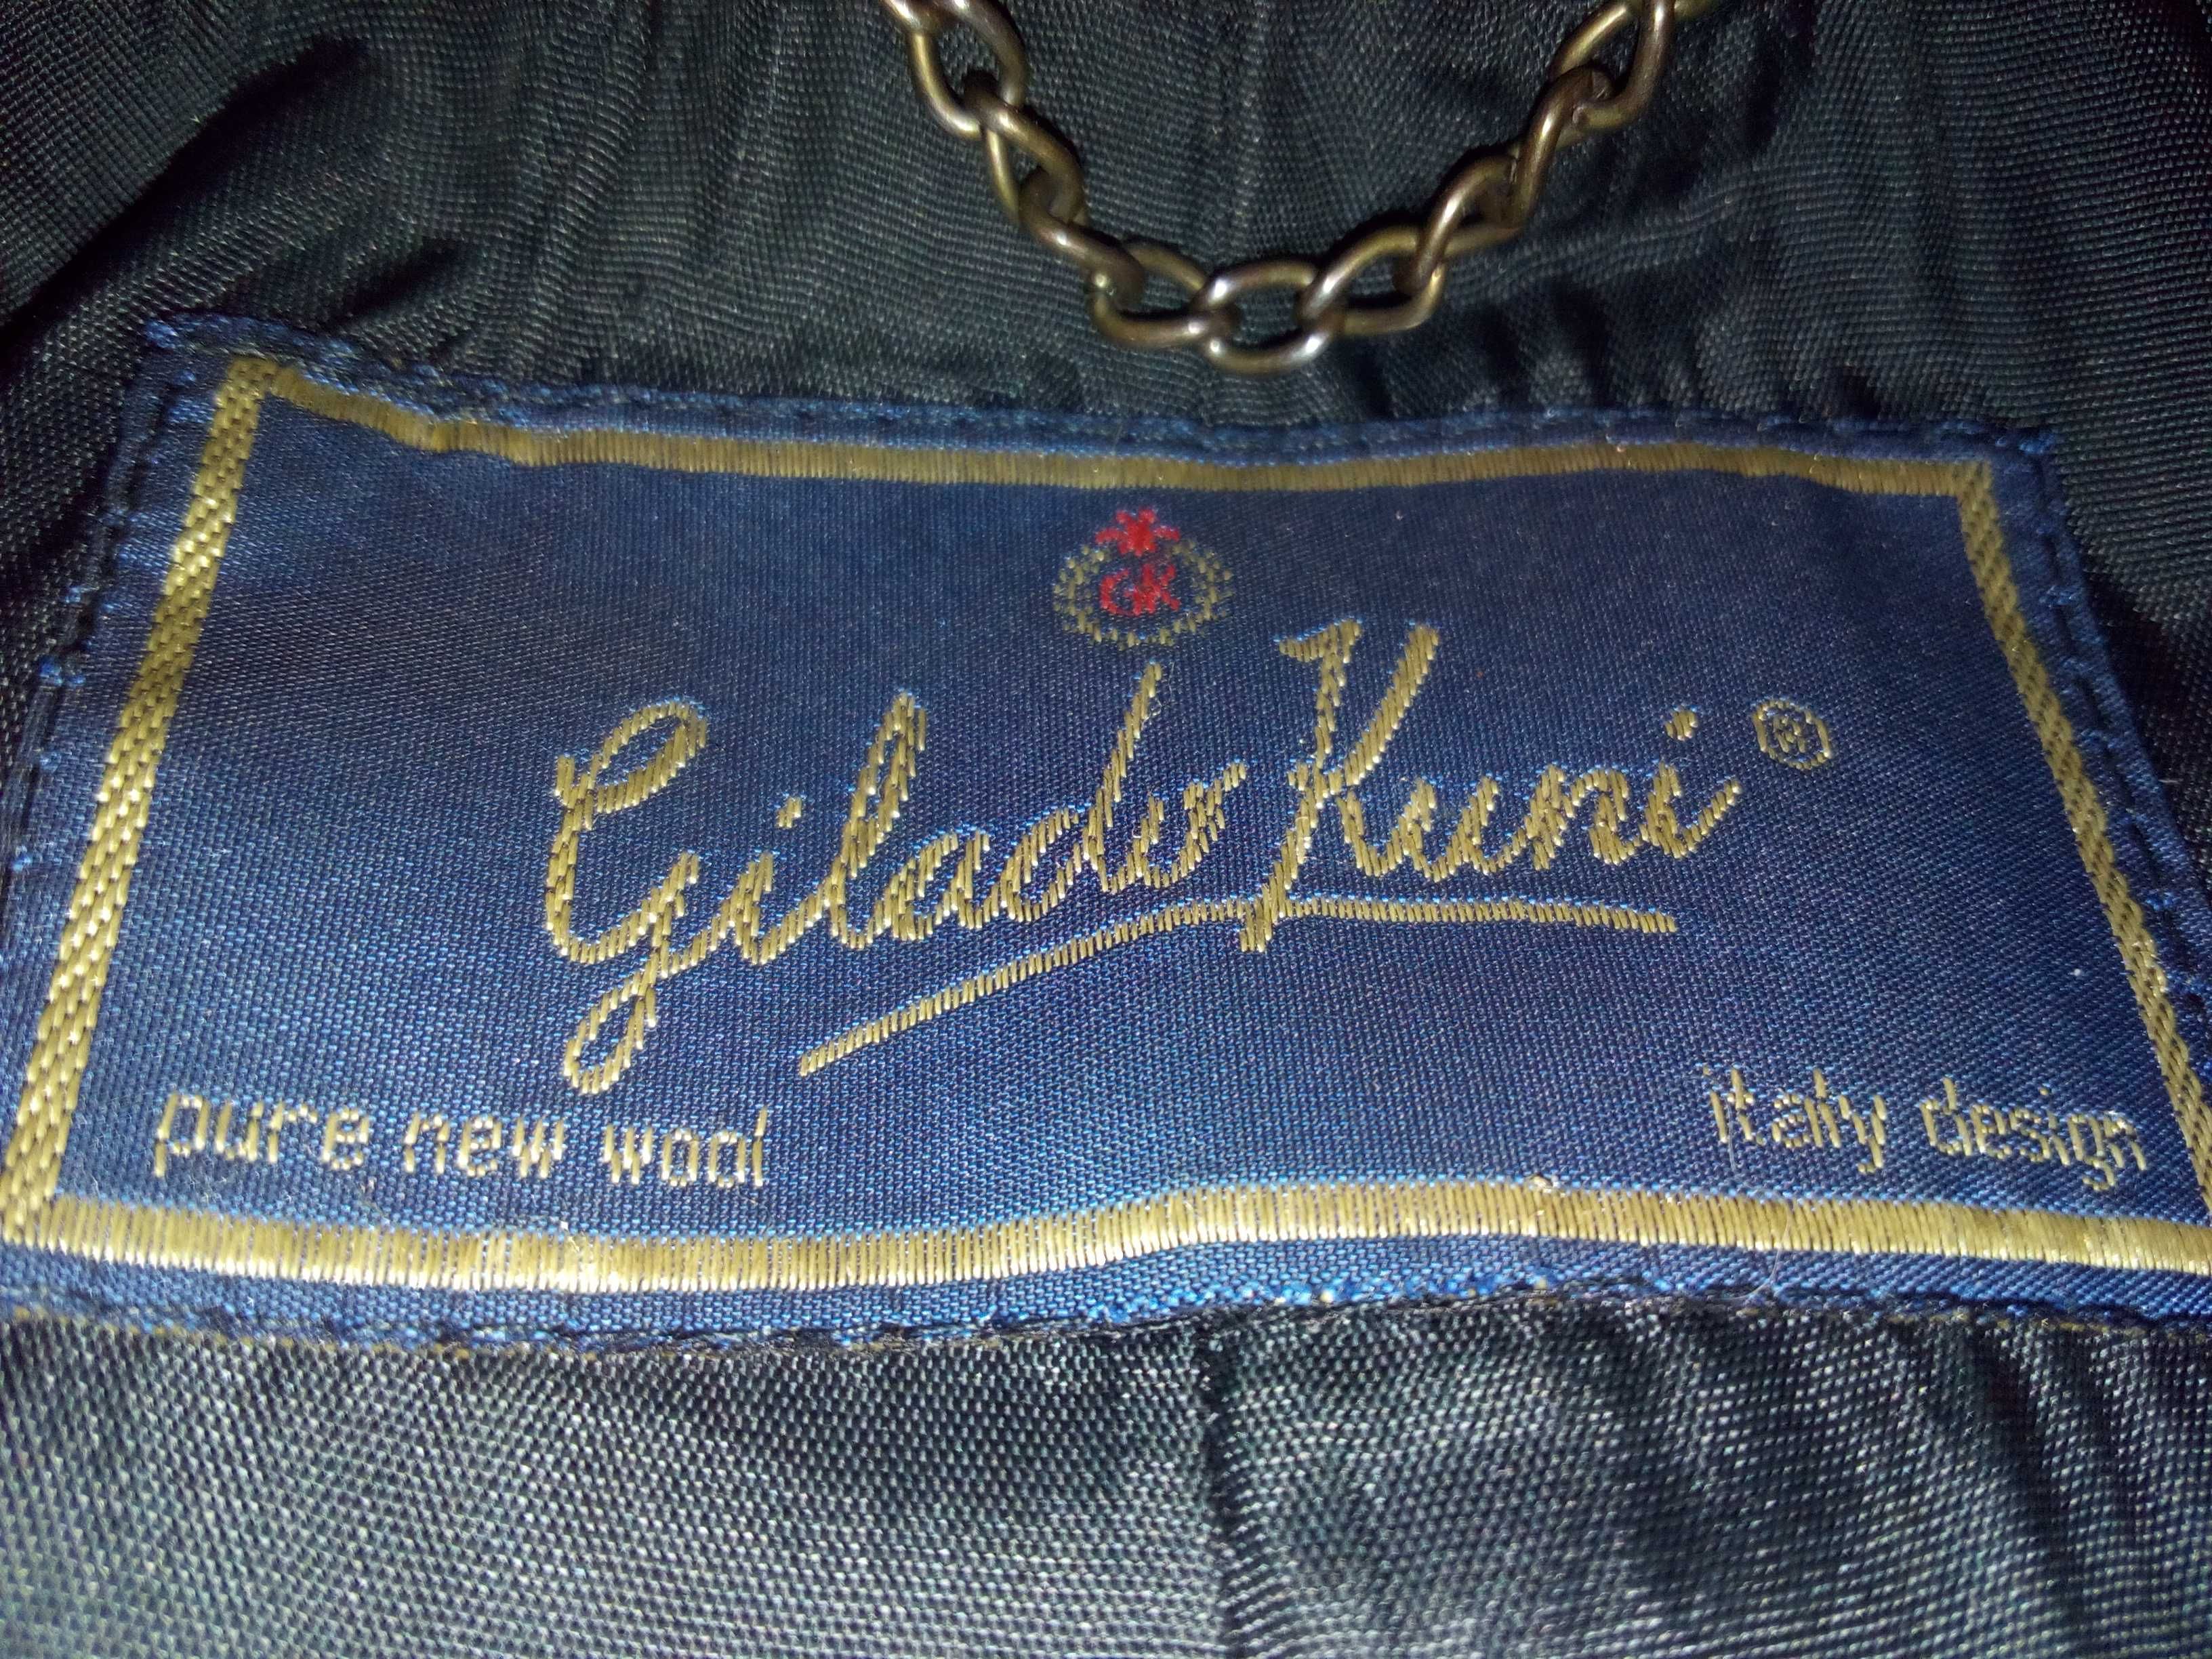 GK
Gilado Kuni ®
pure new wool
italy design